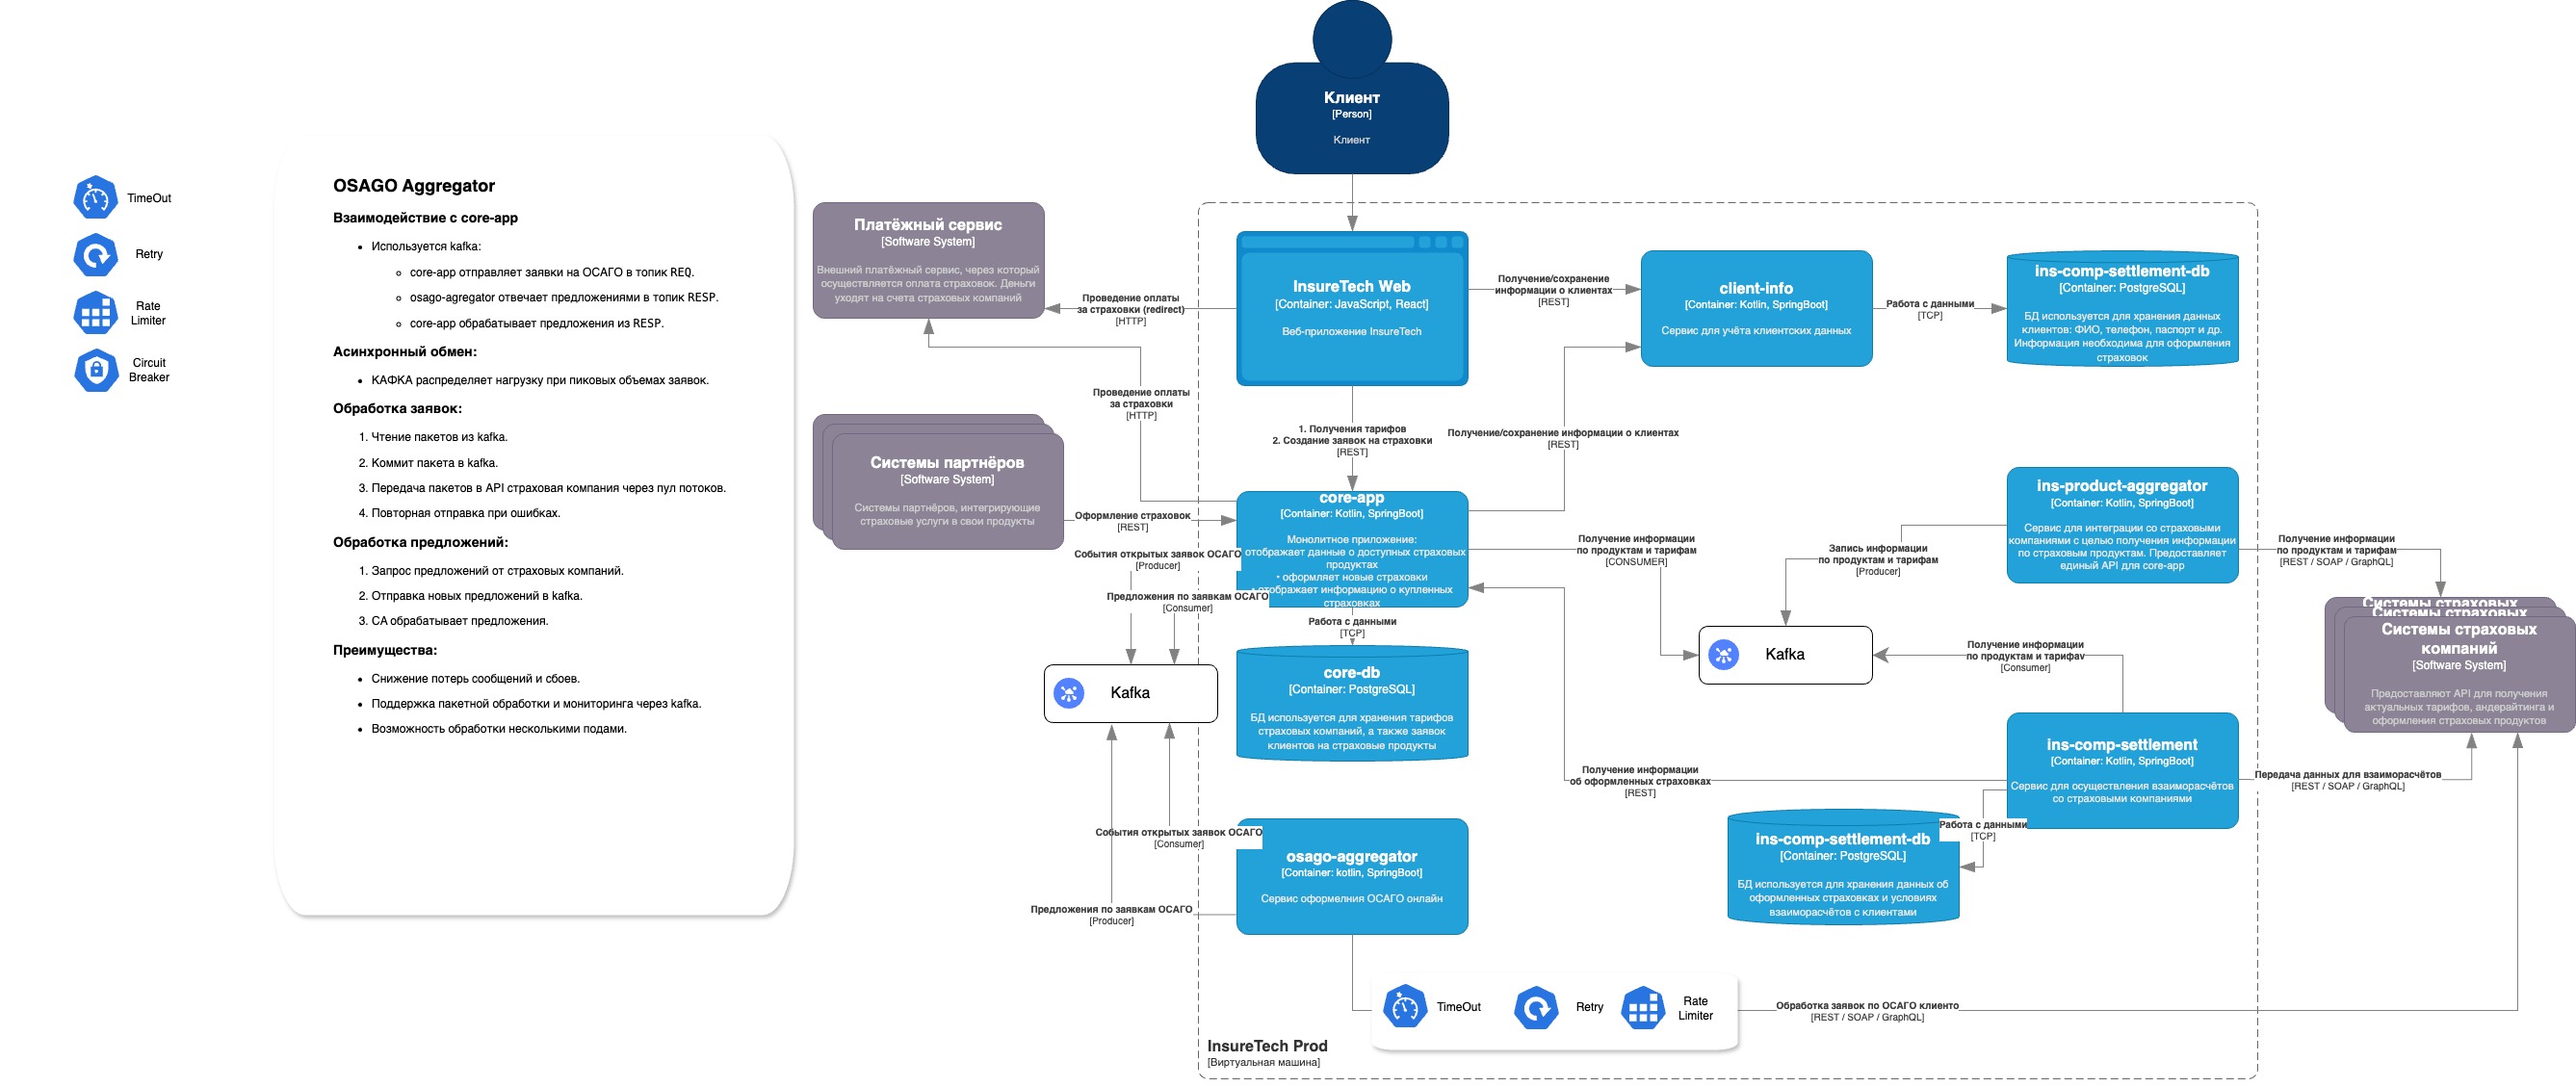 Клиент
[Person]
Клиент
TimeOut
Retry
Rate
Limiter
Circuit
Breaker
OSAGO Aggregator
Взаимодействие с core-app
• Используется kafka:
core-app отправляет заявки на ОСАГО в топик REQ.
osago-agregator отвечает предложениями в топик RESP.
core-app обрабатывает предложения из RESP.
Асинхронный обмен:
• КАФКА распределяет нагрузку при пиковых объемах заявок.
Обработка заявок:
1. Чтение пакетов из kafka.
2. Коммит пакета в kafka.
3. Передача пакетов в API страховая компания через пул потоков.
4. Повторная отправка при ошибках.
Обработка предложений:
1. Запрос предложений от страховых компаний.
2. Отправка новых предложений в kafka.
3. CA обрабатывает предложения.
Преимущества:
• Снижение потерь сообщений и сбоев.
• Поддержка пакетной обработки и мониторинга через kafka.
• Возможность обработки несколькими подами.
Платёжный сервис
[Software System]
Внешний платёжный сервис, через который
осуществляется оплата страховок. Деньги
уходят на счета страховых компаний
Проведение оплаты
за страховки (redirect)
[HTTP]
InsureTech Web
[Container: JavaScript, React]
Веб-приложение InsureTech
Получение/сохранение
информации о клиентах
[REST]
client-info
[Container: Kotlin, SpringBoot]
Сервис для учёта клиентских данных
Работа с данными
[TCP]
ins-comp-settlement-db
[Container: PostgreSQL]
БД используется для хранения данных
клиентов: ФИО, телефон, паспорт и др.
Информация необходима для оформления
страховок
Проведение оплаты
за страховки
[HTTP]
1. Получения тарифов
2. Создание заявок на страховки
[REST]
Получение/сохранение информации о клиентах
[REST]
Системы партнёров
[Software System]
Системы партнёров, интегрирующие
страховые услуги в свои продукты
Оформление страховок
[REST]
core-app
[Container: Kotlin, SpringBoot]
Монолитное приложение:
отображает данные о доступных страховых
продуктах
• оформляет новые страховки
отображает информацию о купленных
страховках
События открытых заявок ОСАГО
[Producer]
Предложения по заявкам ОСАГО
[Consumer]
Работа с данными
[TCP]
Получение информации
по продуктам и тарифам
[CONSUMER]
Запись информации
по продуктам и тарифам
[Producer]
ins-product-aggregator
[Container: Kotlin, SpringBoot]
Сервис для интеграции со страховыми
компаниями с целью получения информации
по страховым продуктам. Предоставляет
единый API для core-app
Получение информации
по продуктам и тарифам
[REST / SOAP / GraphQL]
Системы страховых
Системы страховых
Системы страховых
компаний
[Software System]
Предоставляют API для получения
актуальных тарифов, андерайтинга и
оформления страховых продуктов
Kafka
core-db
[Container: PostgreSQL]
БД используется для хранения тарифов
страховых компаний, а также заявок
клиентов на страховые продукты
Kafka
Получение информации
по продуктам и тарифаv
[Consumer]
ins-comp-settlement
[Container: Kotlin, SpringBoot]
Сервис для осуществления взаиморасчётов
со страховыми компаниями
Получение информации
об оформленных страховках
[REST]
Передача данных для взаиморасчётов
[REST / SOAP / GraphQL]
Работа с данными
[TCP]
ins-comp-settlement-db
[Container: PostgreSQL]
БД используется для хранения данных об
оформленных страховках и условиях
взаиморасчётов с клиентами
События открытых заявок ОСАГО
[Consumer]
osago-aggregator
[Container: kotlin, SpringBoot]
Сервис оформелния ОСАГО онлайн
Предложения по заявкам ОСАГО
[Producer]
TimeOut
Retry
Rate
Limiter
Обработка заявок по ОСАГО клиенто
[REST / SOAP / GraphQL]
InsureTech Prod
[Виртуальная машина]